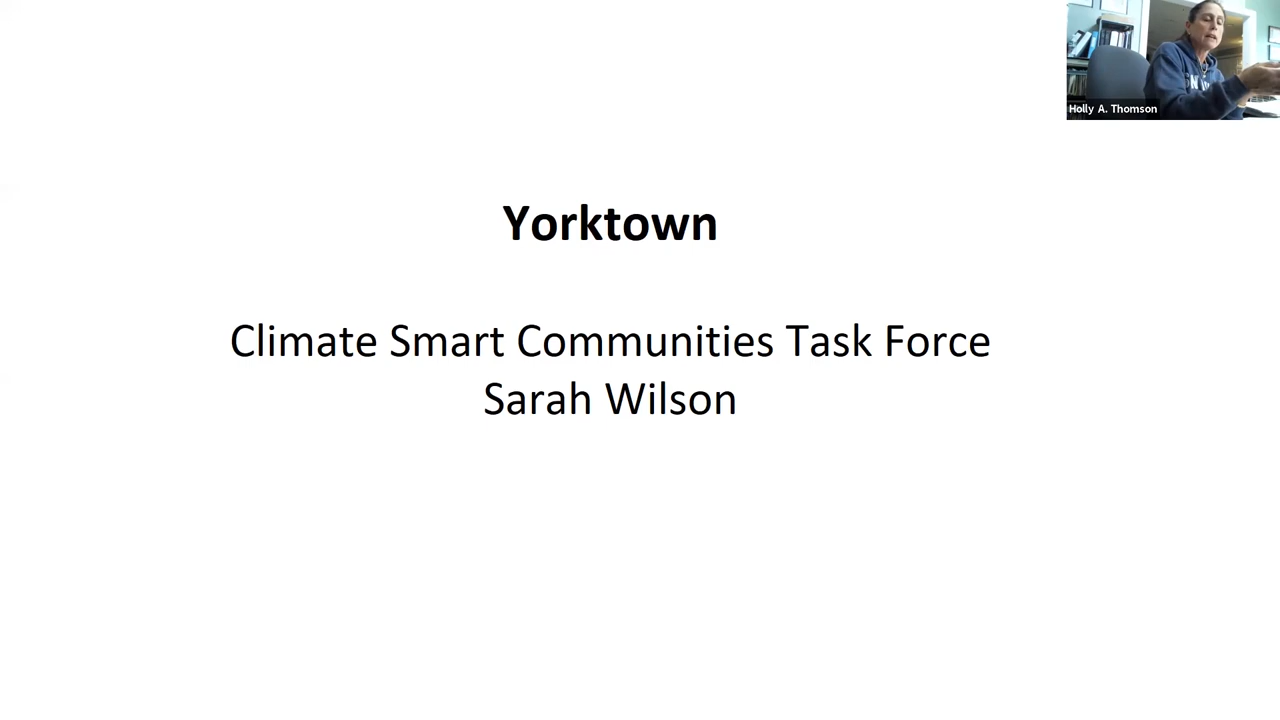 Holly A. Thomson
Yorktown
Climate Smart Communities Task Force
Sarah Wilson